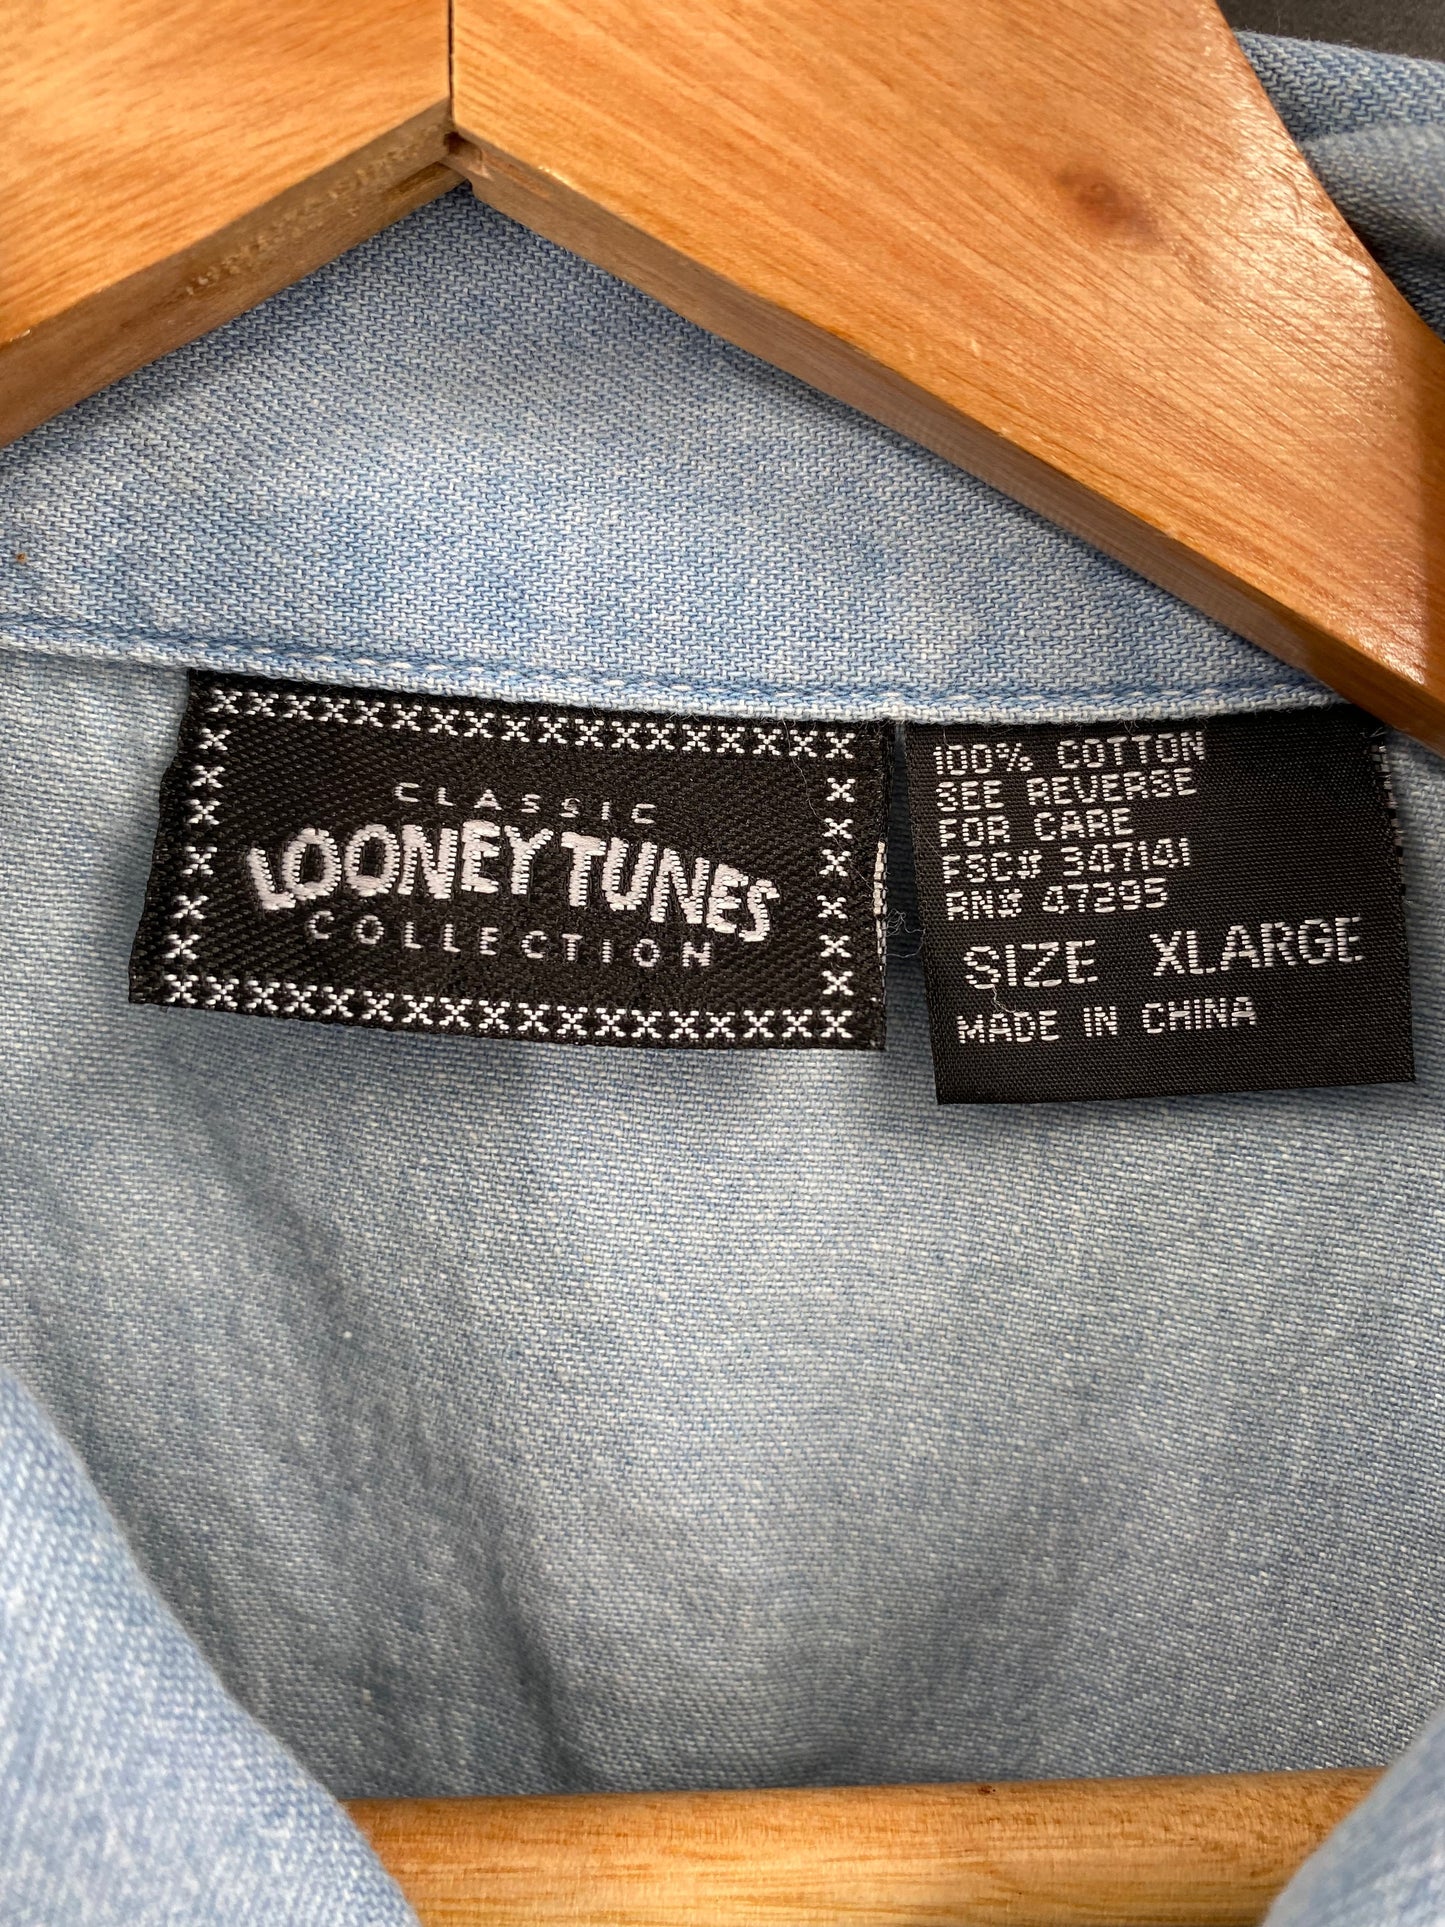 CLASSIC
LOONEY TUNES
COLLECTION
100% COTTON
SEE REVERSE
FOR CARE
FSC# 347141
RN# 47295
SIZE XLARGE
MADE IN CHINA